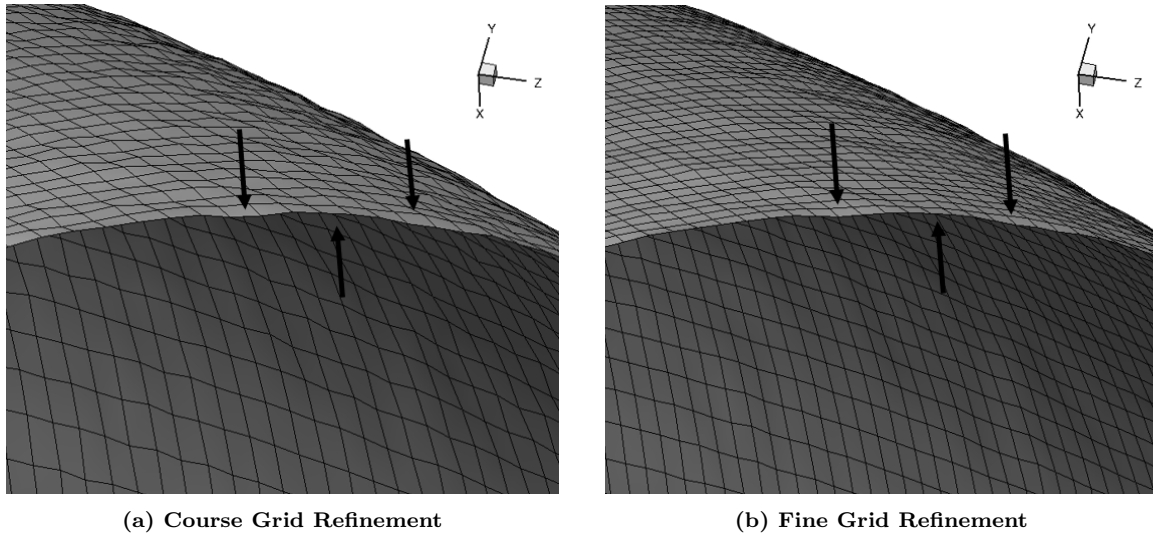 Y
Z
X
Y
Z
X
(a) Course Grid Refinement
(b) Fine Grid Refinement